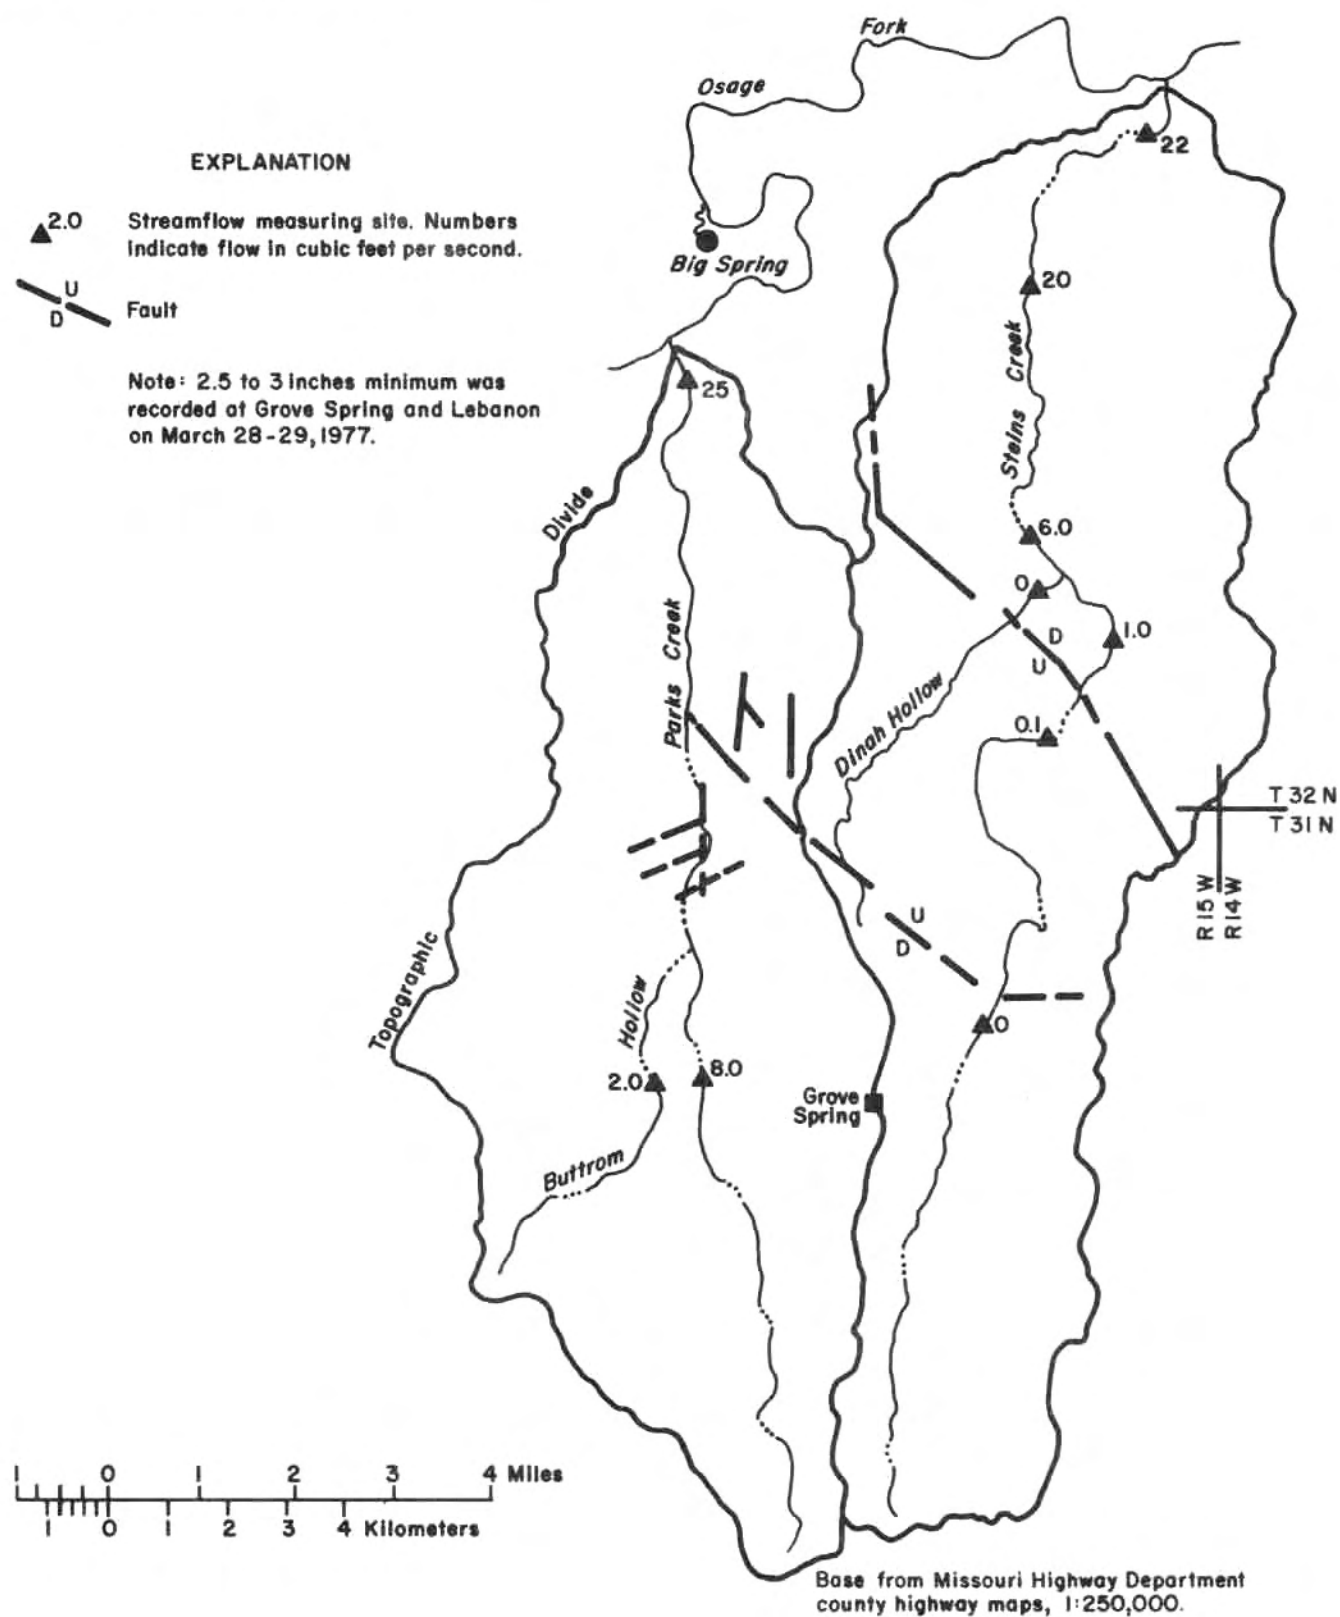 Fork
Osage
22
EXPLANATION
2.0 Streamflow measuring site. Numbers
indicate flow in cubic feet per second.
U
D
Fault
Big Spring
20
Note: 2.5 to 3 inches minimum was
recorded at Grove Spring and Lebanon
on March 28-29, 1977.
25
Steins Creek
Divide
6.0
0
1.0
D
U
Parks Creek
Dinah Hollow
0.1
T 32 N
T 31 N
R 15 W
R 14 W
U
D
Topographic
Hollow
0
2.0
8.0
Grove
Spring
Buttrom
1 0 1 2 3 4 Miles
1 0 1 2 3 4 Kilometers
Base from Missouri Highway Department
county highway maps, 1:250,000.